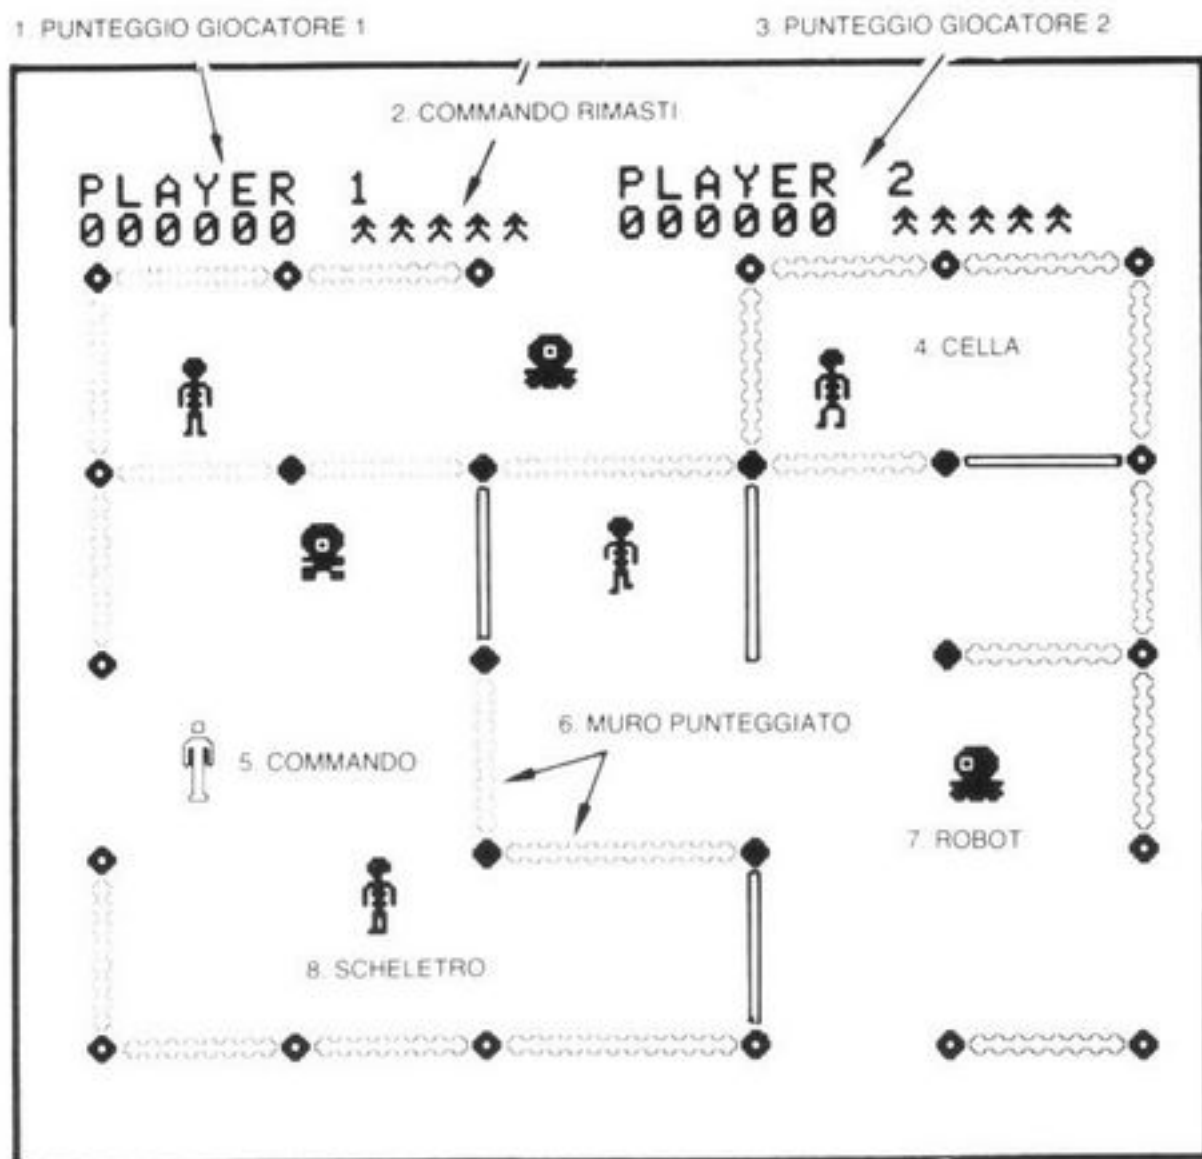 1. PUNTEGGIO GIOCATORE 1
3. PUNTEGGIO GIOCATORE 2
2. COMMANDO RIMASTI
PLAYER 1
000000
PLAYER 2
000000
4. CELLA
6. MURO PUNTEGGIATO
5. COMMANDO
7. ROBOT
8. SCHELETRO